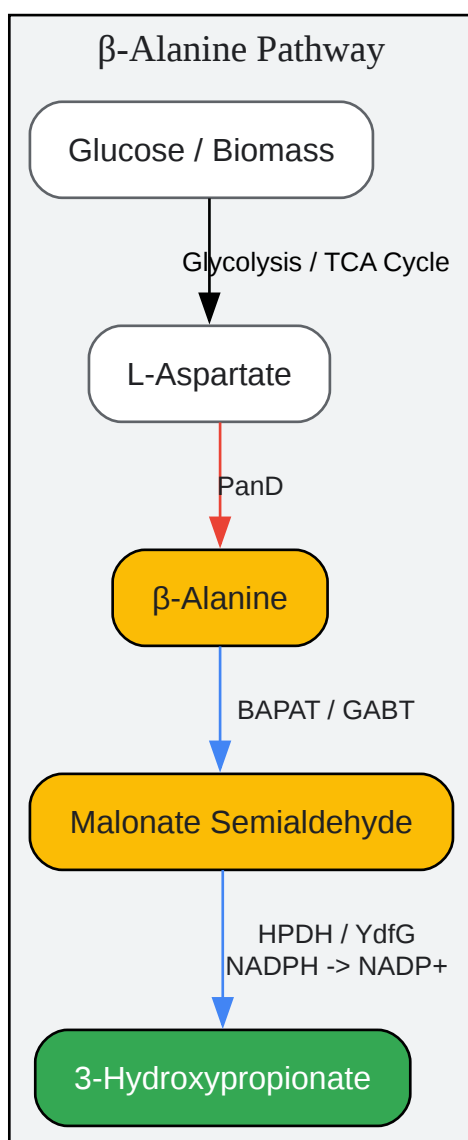 β-Alanine Pathway
Glucose / Biomass
Glycolysis / TCA Cycle
L-Aspartate
PanD
β-Alanine
BAPAT / GABT
Malonate Semialdehyde
HPDH / YdfG
NADPH -> NADP+
3-Hydroxypropionate